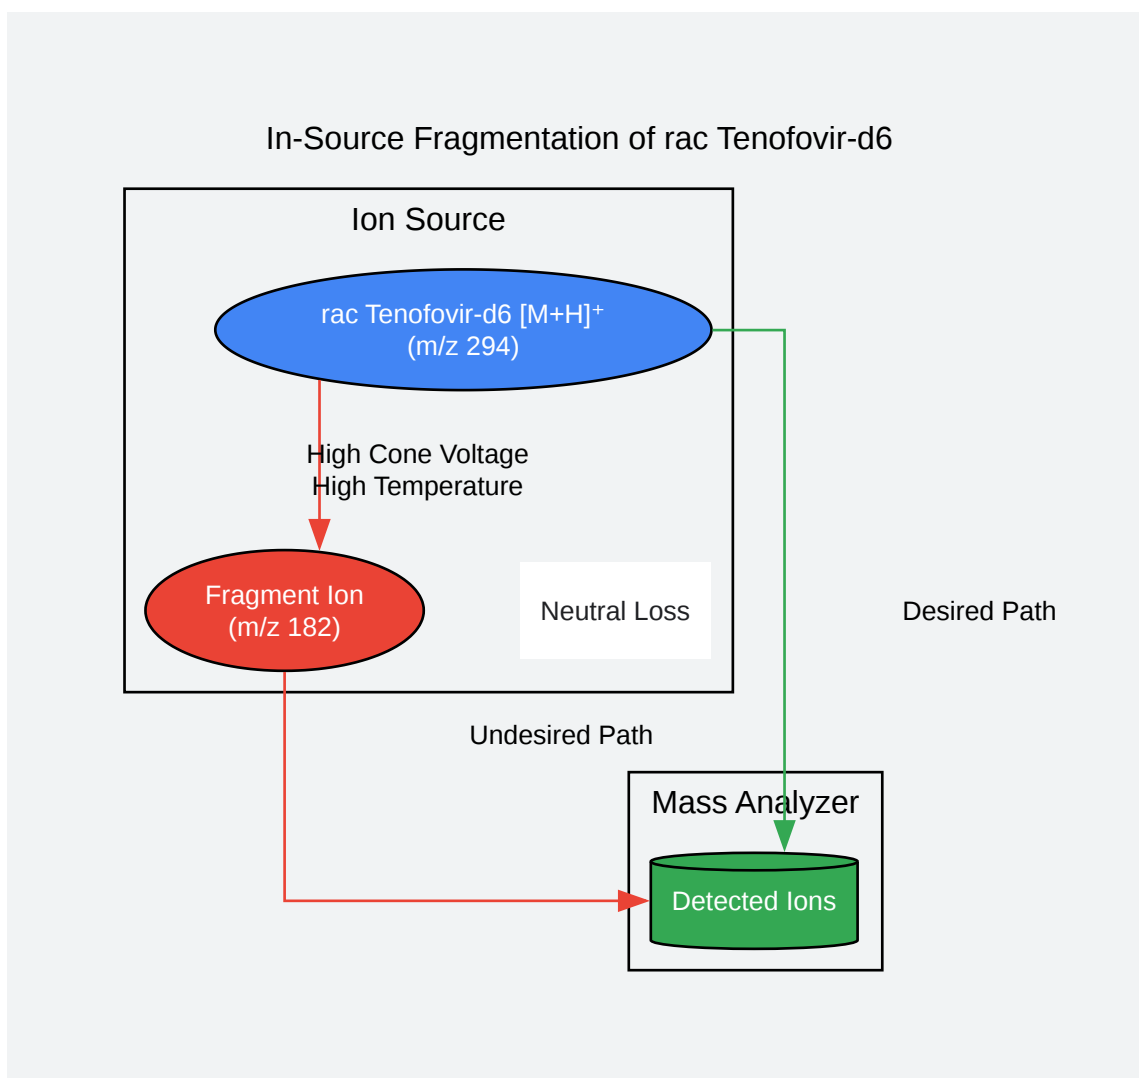 In-Source Fragmentation of rac Tenofovir-d6
Ion Source
rac Tenofovir-d6 [M+H]⁺
(m/z 294)
High Cone Voltage
High Temperature
Fragment Ion
(m/z 182)
Neutral Loss
Desired Path
Undesired Path
Mass Analyzer
Detected Ions